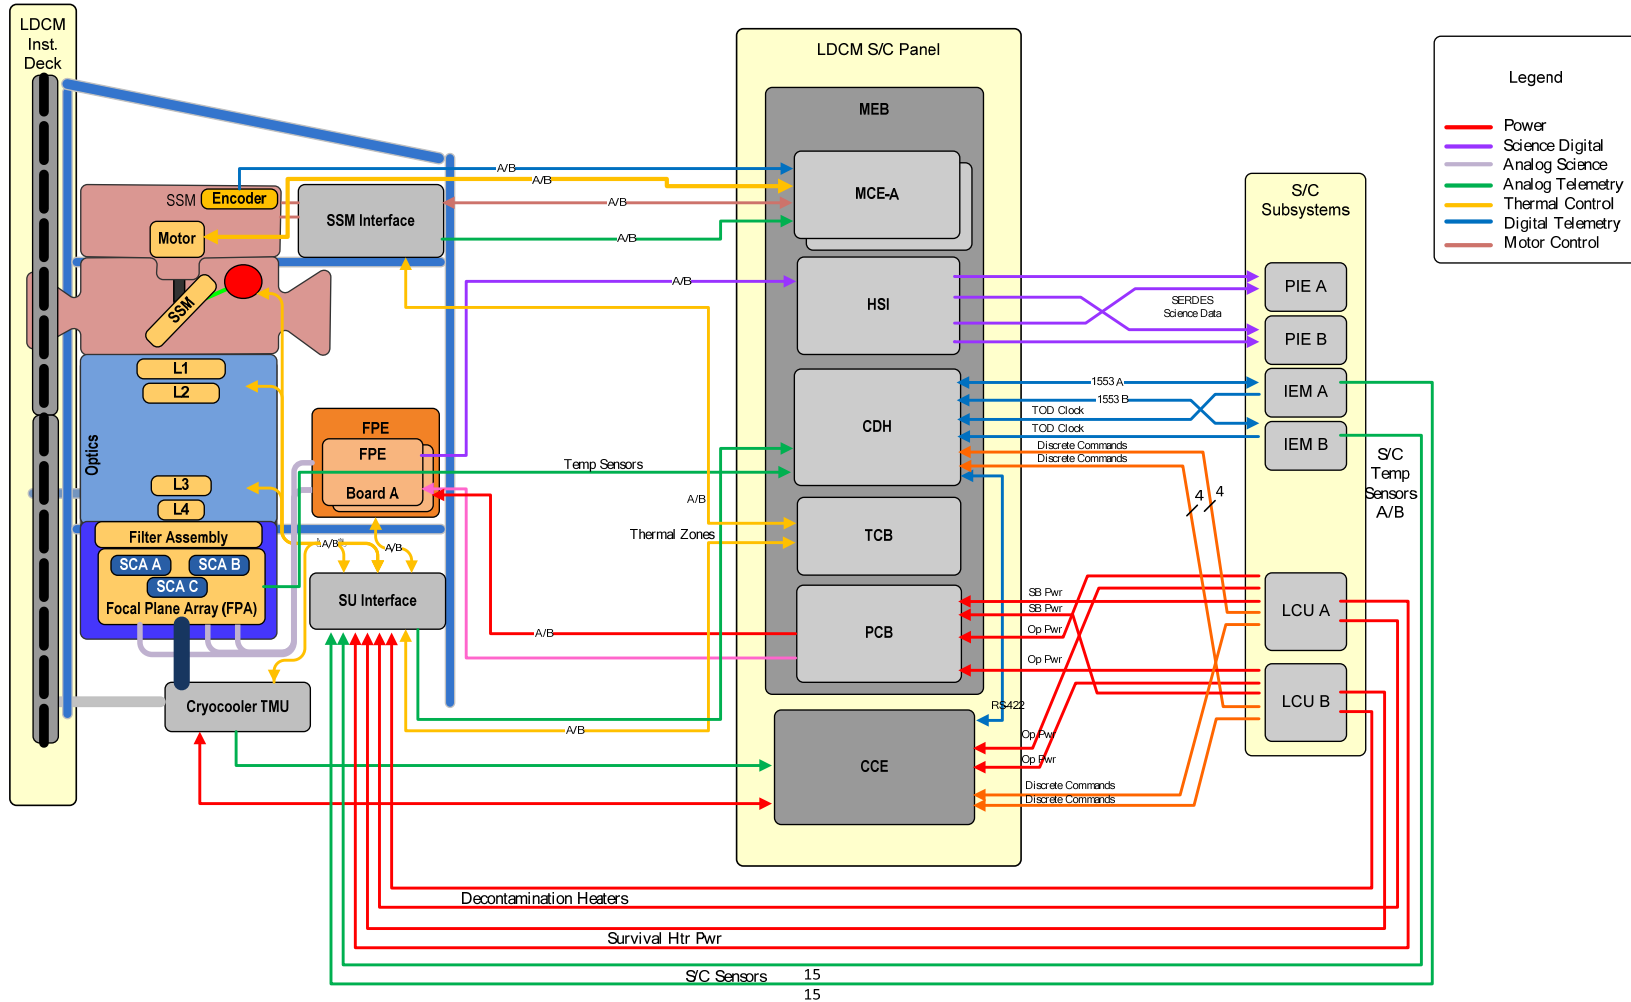 LDCM
Inst.
Deck
LDCM S/C Panel
MEB
Legend
Power
Science Digital
Analog Science
Analog Telemetry
Thermal Control
Digital Telemetry
Motor Control
A/B
A/B
A/B
A/B
SSM
Encoder
Motor
SSM Interface
MCE-A
S/C
Subsystems
SSM
A/B
HSI
SERDES
Science Data
PIE A
PIE B
L1
L2
Optics
L3
L4
FPE
FPE
Board A
Temp Sensors
CDH
1553 A
1553 B
TOD Clock
TOD Clock
Discrete Commands
Discrete Commands
IEM A
IEM B
S/C
Temp
Sensors
A/B
4
4
A/B
Thermal Zones
TCB
Filter Assembly
SCA A
SCA B
SCA C
Focal Plane Array (FPA)
A/B
A/B
SU Interface
A/B
PCB
SB Pwr
SB Pwr
Op Pwr
Op Pwr
LCU A
LCU B
Cryocooler TMU
A/B
RS422
CCE
Op Pwr
Op Pwr
Discrete Commands
Discrete Commands
Decontamination Heaters
Survival Htr Pwr
S/C Sensors
15
15